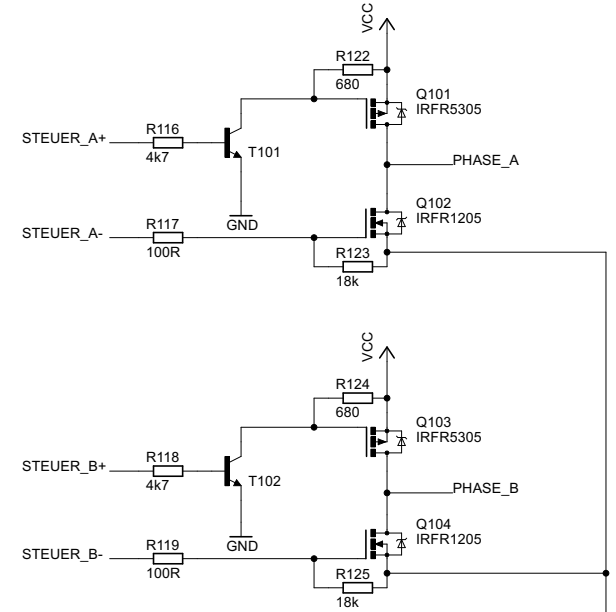 VCC
R122
680
Q101
IRFR5305
STEUER_A+
R116
4k7
T101
PHASE_A
Q102
IRFR1205
GND
STEUER_A-
R117
100R
R123
18k
VCC
R124
680
Q103
IRFR5305
STEUER_B+
R118
4k7
T102
PHASE_B
Q104
IRFR1205
GND
STEUER_B-
R119
100R
R125
18k